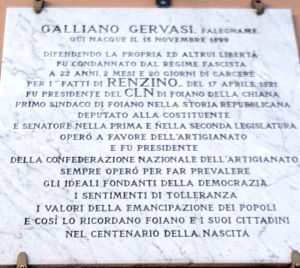 GALLIANO GERVASI, FALEGNAME,
QUI NACQUE IL 15 NOVEMBRE 1899
DIFENDENDO LA PROPRIA ED ALTRUI LIBERTÀ
FU CONDANNATO DAL REGIME FASCISTA
A 22 ANNI, 2 MESI E 20 GIORNI DI CARCERE
PER I "FATTI DI RENZINO" DEL 17 APRILE 1921
FU PRESIDENTE DEL CLN DI FOIANO DELLA CHIANA
PRIMO SINDACO DI FOIANO NELLA STORIA REPUBBLICANA
DEPUTATO ALLA COSTITUENTE
E SENATORE NELLA PRIMA E NELLA SECONDA LEGISLATURA
OPERÒ A FAVORE DELL'ARTIGIANATO
E FU PRESIDENTE
DELLA CONFEDERAZIONE NAZIONALE DELL'ARTIGIANATO
SEMPRE OPERÒ PER FAR PREVALERE
GLI IDEALI FONDANTI DELLA DEMOCRAZIA
I SENTIMENTI DI TOLLERANZA
I VALORI DELLA EMANCIPAZIONE DEI POPOLI
E COSÌ LO RICORDANO FOIANO E I SUOI CITTADINI
NEL CENTENARIO DELLA NASCITA